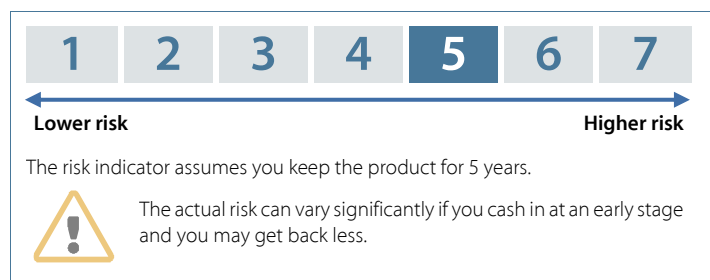 1 2 3 4 5 6 7
Lower risk Higher risk
The risk indicator assumes you keep the product for 5 years.
The actual risk can vary significantly if you cash in at an early stage
and you may get back less.